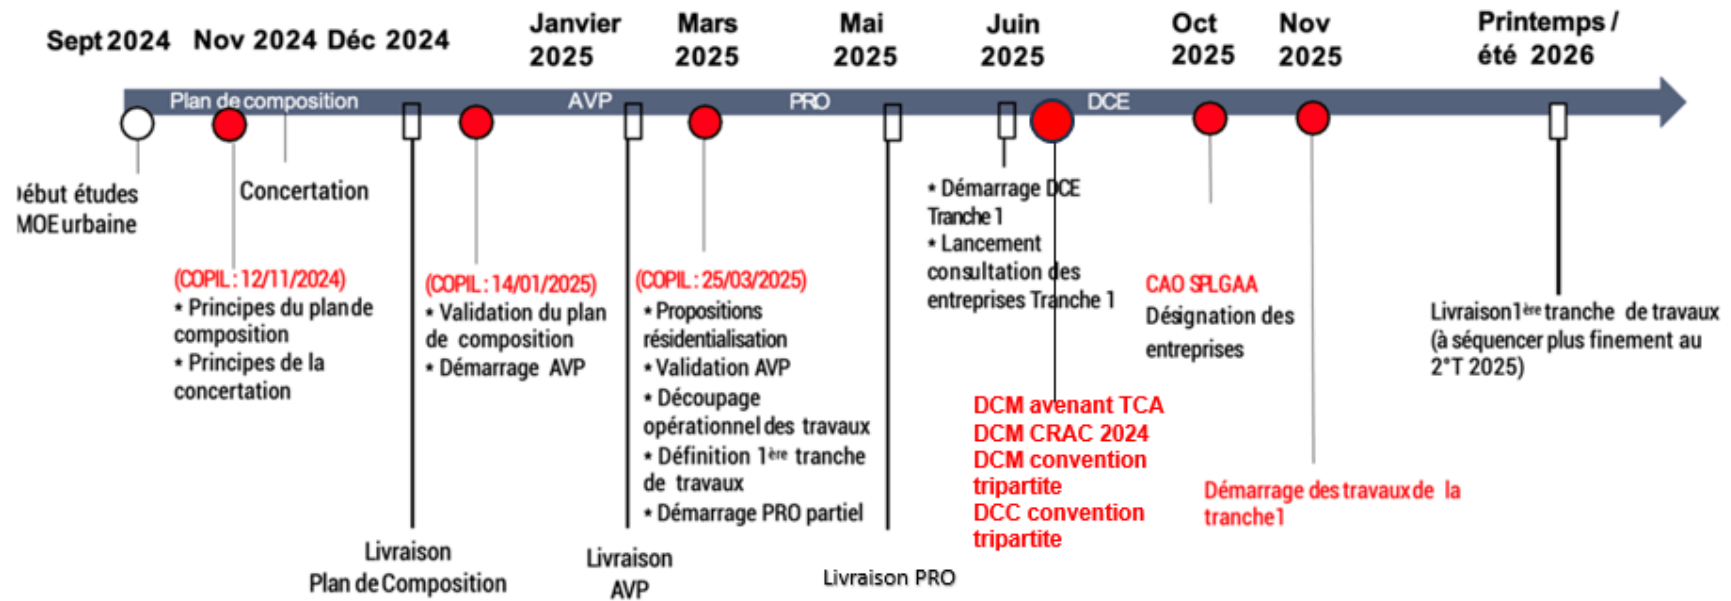 Sept 2024
Nov 2024
Déc 2024
Janvier
2025
Mars
2025
Mai
2025
Juin
2025
Oct
2025
Nov
2025
Printemps /
été 2026
Plan de composition
AVP
PRO
DCE
ébut études
MOE urbaine
Concertation
(COPIL : 12/11/2024)
* Principes du plan de
composition
* Principes de la
concertation
Livraison
Plan de Composition
(COPIL : 14/01/2025)
* Validation du plan
de composition
* Démarrage AVP
Livraison
AVP
(COPIL : 25/03/2025)
* Propositions
résidentialisation
* Validation AVP
* Découpage
opérationnel des travaux
* Définition 1ère tranche
de travaux
* Démarrage PRO partiel
Livraison PRO
* Démarrage DCE
Tranche 1
* Lancement
consultation des
entreprises Tranche 1
DCM avenant TCA
DCM CRAC 2024
DCM convention
tripartite
DCC convention
tripartite
CAO SPLGAA
Désignation des
entreprises
Démarrage des travaux de la
tranche1
Livraison 1ère tranche de travaux
(à séquencer plus finement au
2°T 2025)